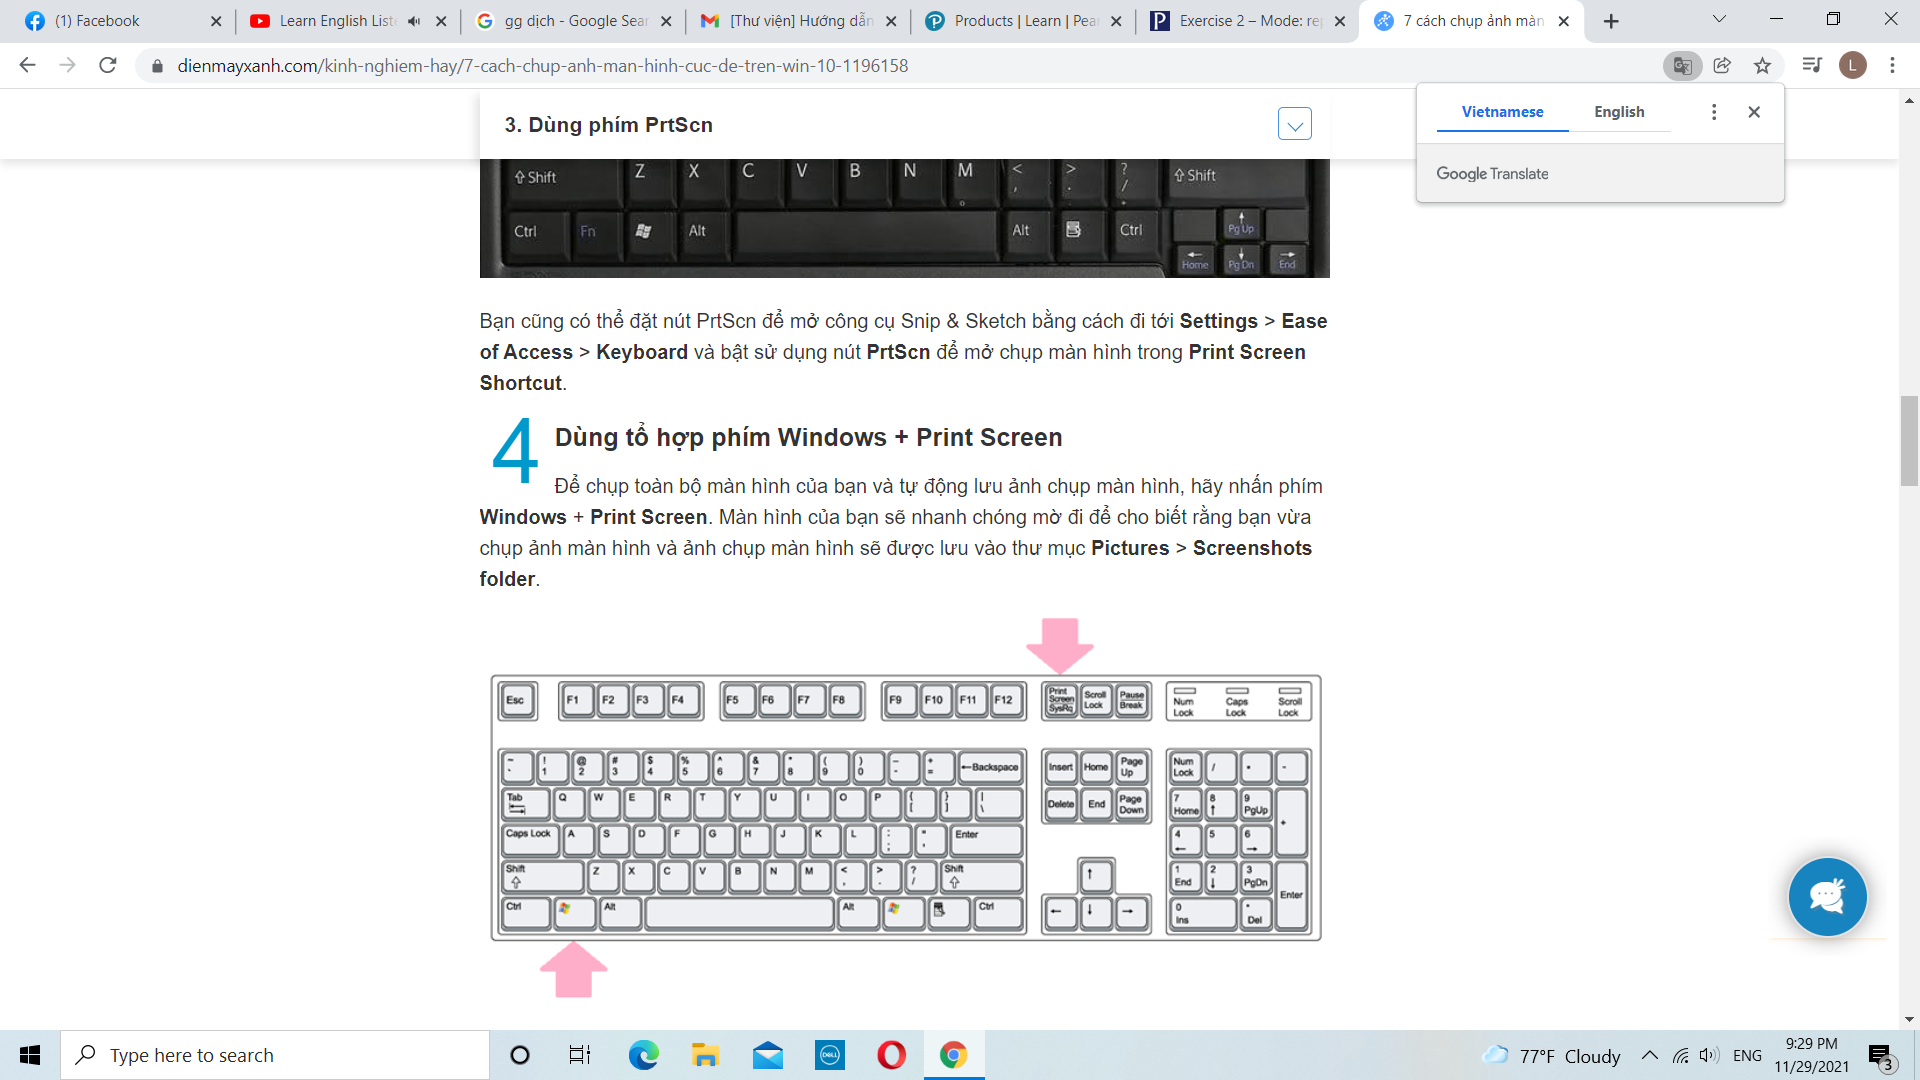 (1) Facebook
Learn English Liste
gg dịch - Google Sear
[Thư viện] Hướng dẫn
Products | Learn | Pear
Exercise 2 – Mode: rep
7 cách chụp ảnh màn
dienmayxanh.com/kinh-nghiem-hay/7-cach-chup-anh-man-hinh-cuc-de-tren-win-10-1196158
L
Vietnamese English
Google Translate
3. Dùng phím PrtScn
Shift Z X C V B N M < , > . ? / Shift
Ctrl Fn Alt Alt Ctrl Pg Up
Home Pg Dn End
Bạn cũng có thể đặt nút PrtScn để mở công cụ Snip & Sketch bằng cách đi tới Settings > Ease
of Access > Keyboard và bật sử dụng nút PrtScn để mở chụp màn hình trong Print Screen
Shortcut.
4 Dùng tổ hợp phím Windows + Print Screen
Để chụp toàn bộ màn hình của bạn và tự động lưu ảnh chụp màn hình, hãy nhấn phím
Windows + Print Screen. Màn hình của bạn sẽ nhanh chóng mờ đi để cho biết rằng bạn vừa
chụp ảnh màn hình và ảnh chụp màn hình sẽ được lưu vào thư mục Pictures > Screenshots
folder.
Esc F1 F2 F3 F4 F5 F6 F7 F8 F9 F10 F11 F12 Print Screen SysRq Scroll Lock Pause Break Num Lock Caps Lock Scroll Lock
~ ` ! 1 @ 2 # 3 $ 4 % 5 ^ 6 & 7 * 8 ( 9 ) 0 _ - + = ←Backspace Insert Home Page Up Num Lock / * -
Tab Q W E R T Y U I O P { [ } ] | \ Delete End Page Down 7 Home 8 ↑ 9 PgUp +
Caps Lock A S D F G H J K L : ; " ' Enter 4 ← 5 6 →
Shift Z X C V B N M < , > . ? / Shift ↑ 1 End 2 ↓ 3 PgDn Enter
Ctrl Alt Alt Ctrl ← ↓ → 0 Ins . Del
Type here to search
DELL
77°F Cloudy
ENG
9:29 PM
11/29/2021
3